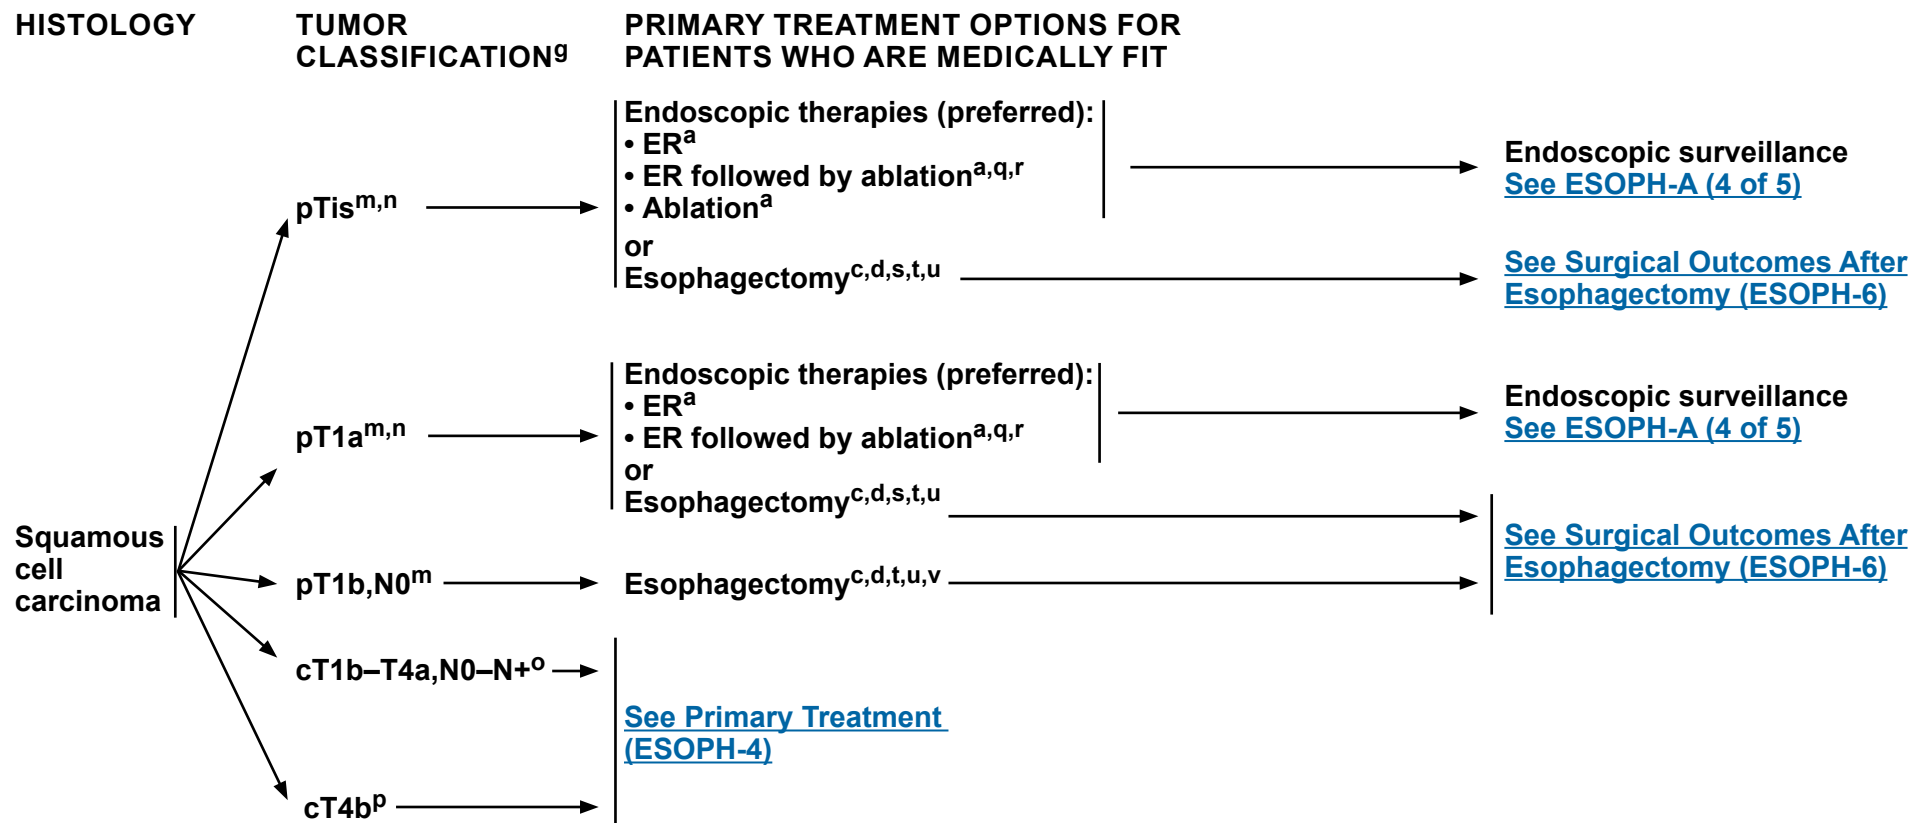 HISTOLOGY
TUMOR
CLASSIFICATIONg
PRIMARY TREATMENT OPTIONS FOR
PATIENTS WHO ARE MEDICALLY FIT
Squamous
cell
carcinoma
pTism,n
Endoscopic therapies (preferred):
• ERa
• ER followed by ablationa,q,r
• Ablationa
or
Esophagectomyc,d,s,t,u
Endoscopic surveillance
See ESOPH-A (4 of 5)
See Surgical Outcomes After
Esophagectomy (ESOPH-6)
pT1am,n
Endoscopic therapies (preferred):
• ERa
• ER followed by ablationa,q,r
or
Esophagectomyc,d,s,t,u
Endoscopic surveillance
See ESOPH-A (4 of 5)
pT1b,N0m
Esophagectomyc,d,t,u,v
See Surgical Outcomes After
Esophagectomy (ESOPH-6)
cT1b–T4a,N0–N+o
cT4bp
See Primary Treatment
(ESOPH-4)